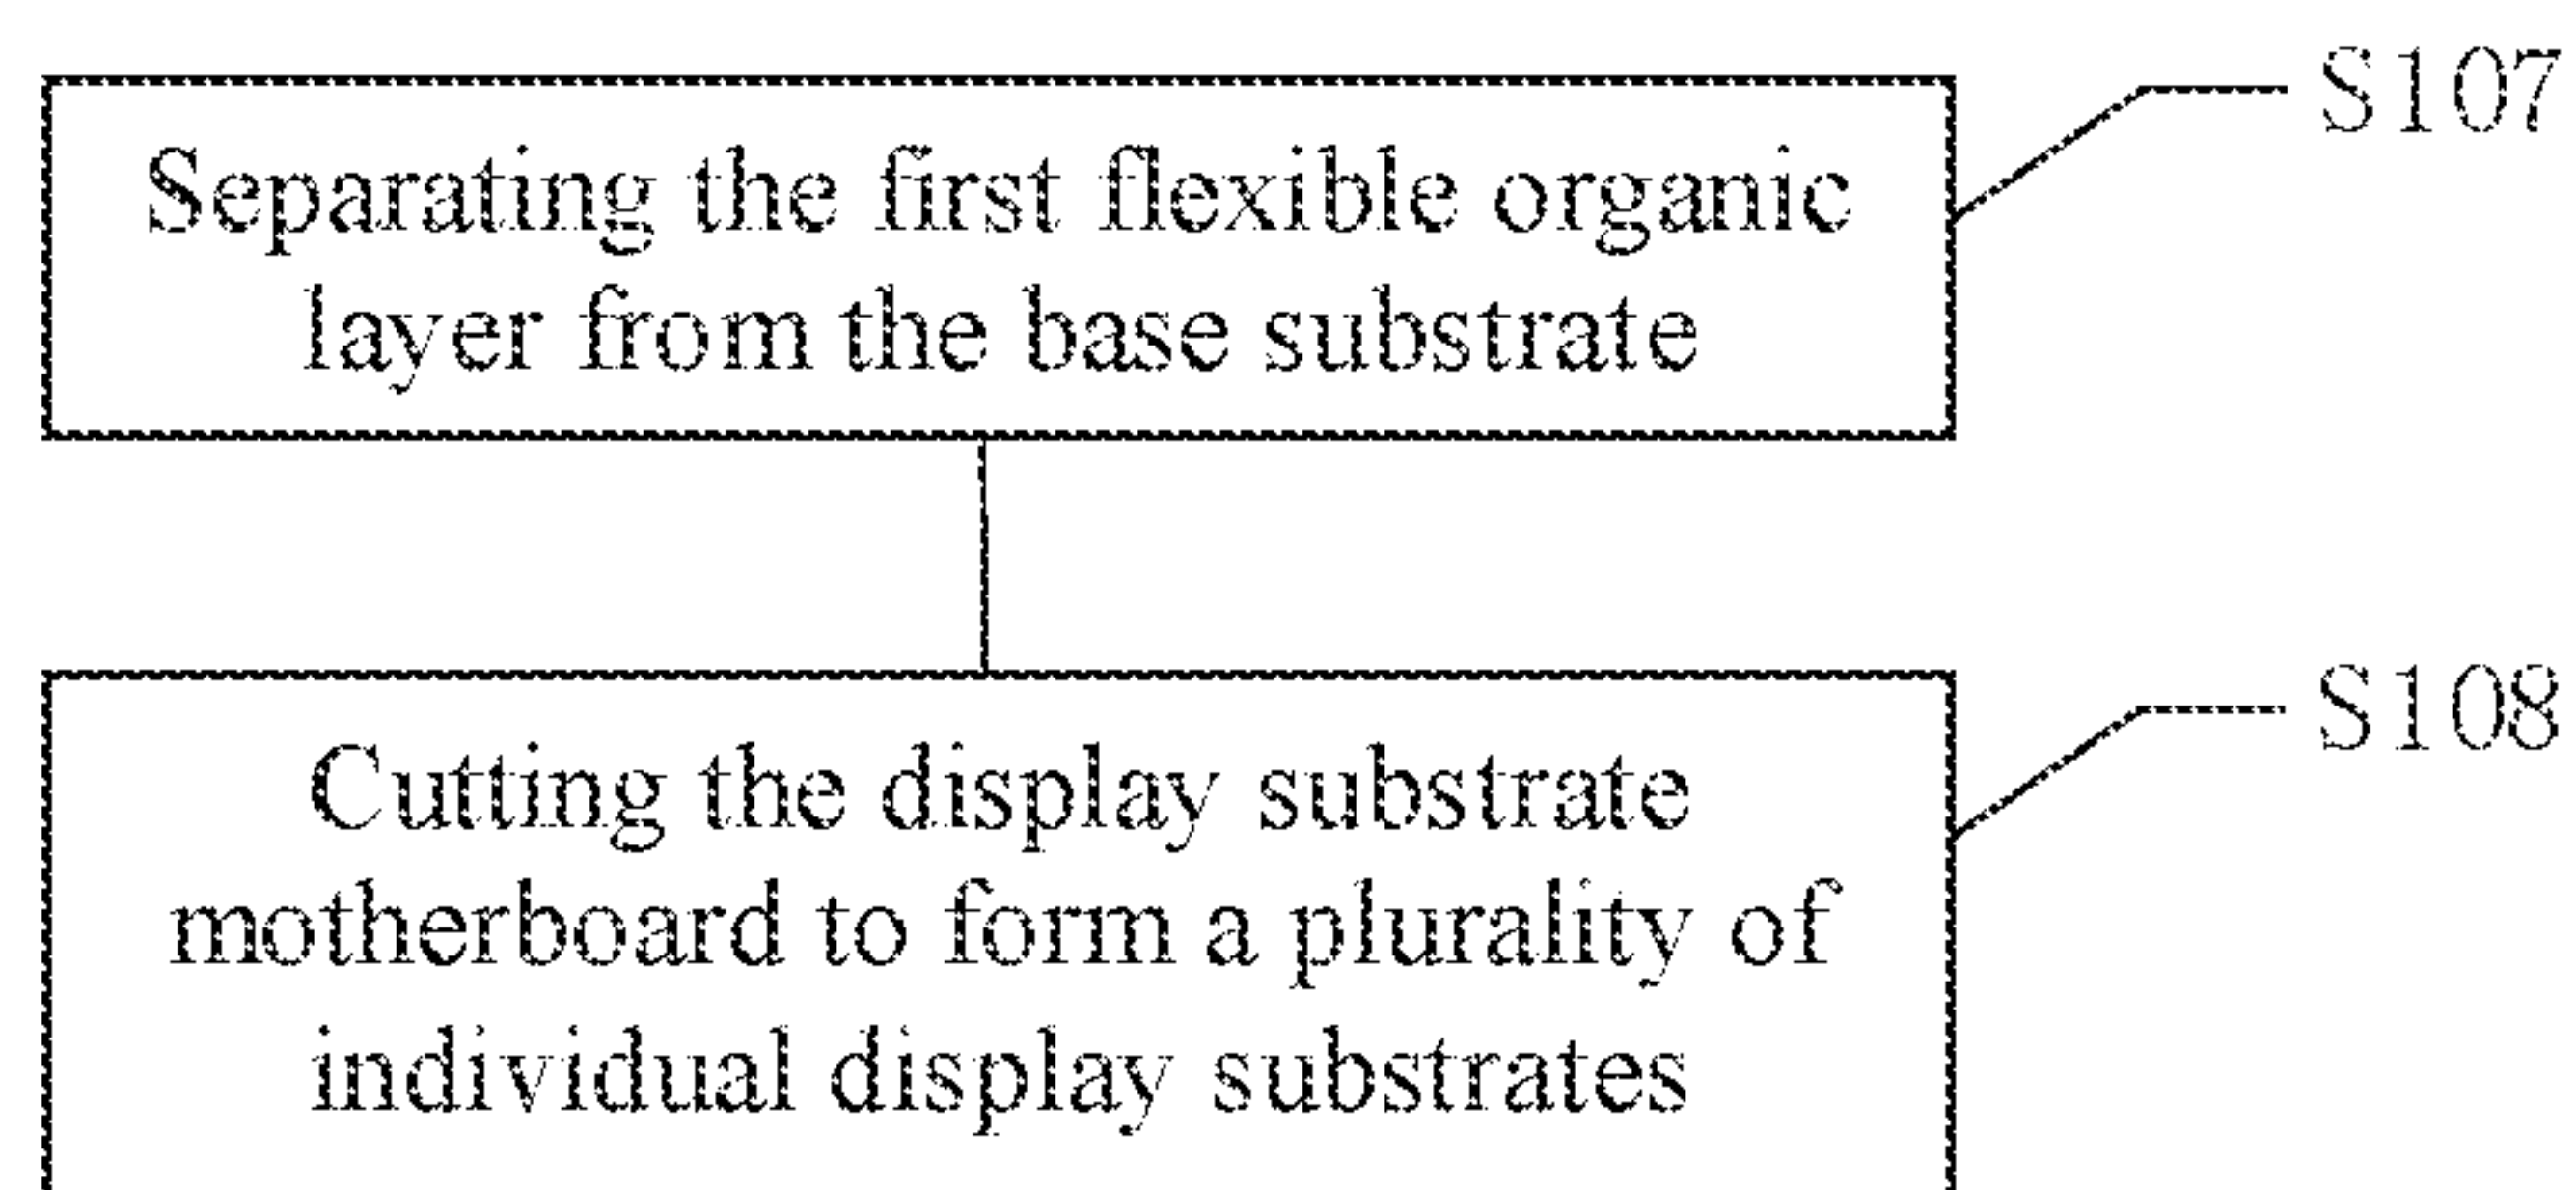 S107
Separating the first flexible organic
layer from the base substrate
S108
Cutting the display substrate
motherboard to form a plurality of
individual display substrates